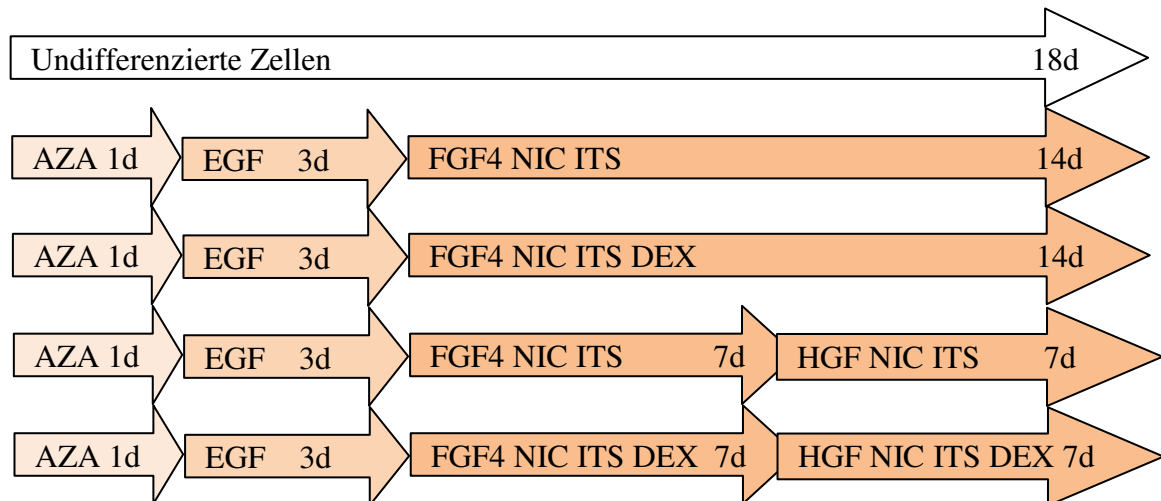 Undifferenzierte Zellen 18d
AZA 1d EGF 3d FGF4 NIC ITS 14d
AZA 1d EGF 3d FGF4 NIC ITS DEX 14d
AZA 1d EGF 3d FGF4 NIC ITS 7d HGF NIC ITS 7d
AZA 1d EGF 3d FGF4 NIC ITS DEX 7d HGF NIC ITS DEX 7d